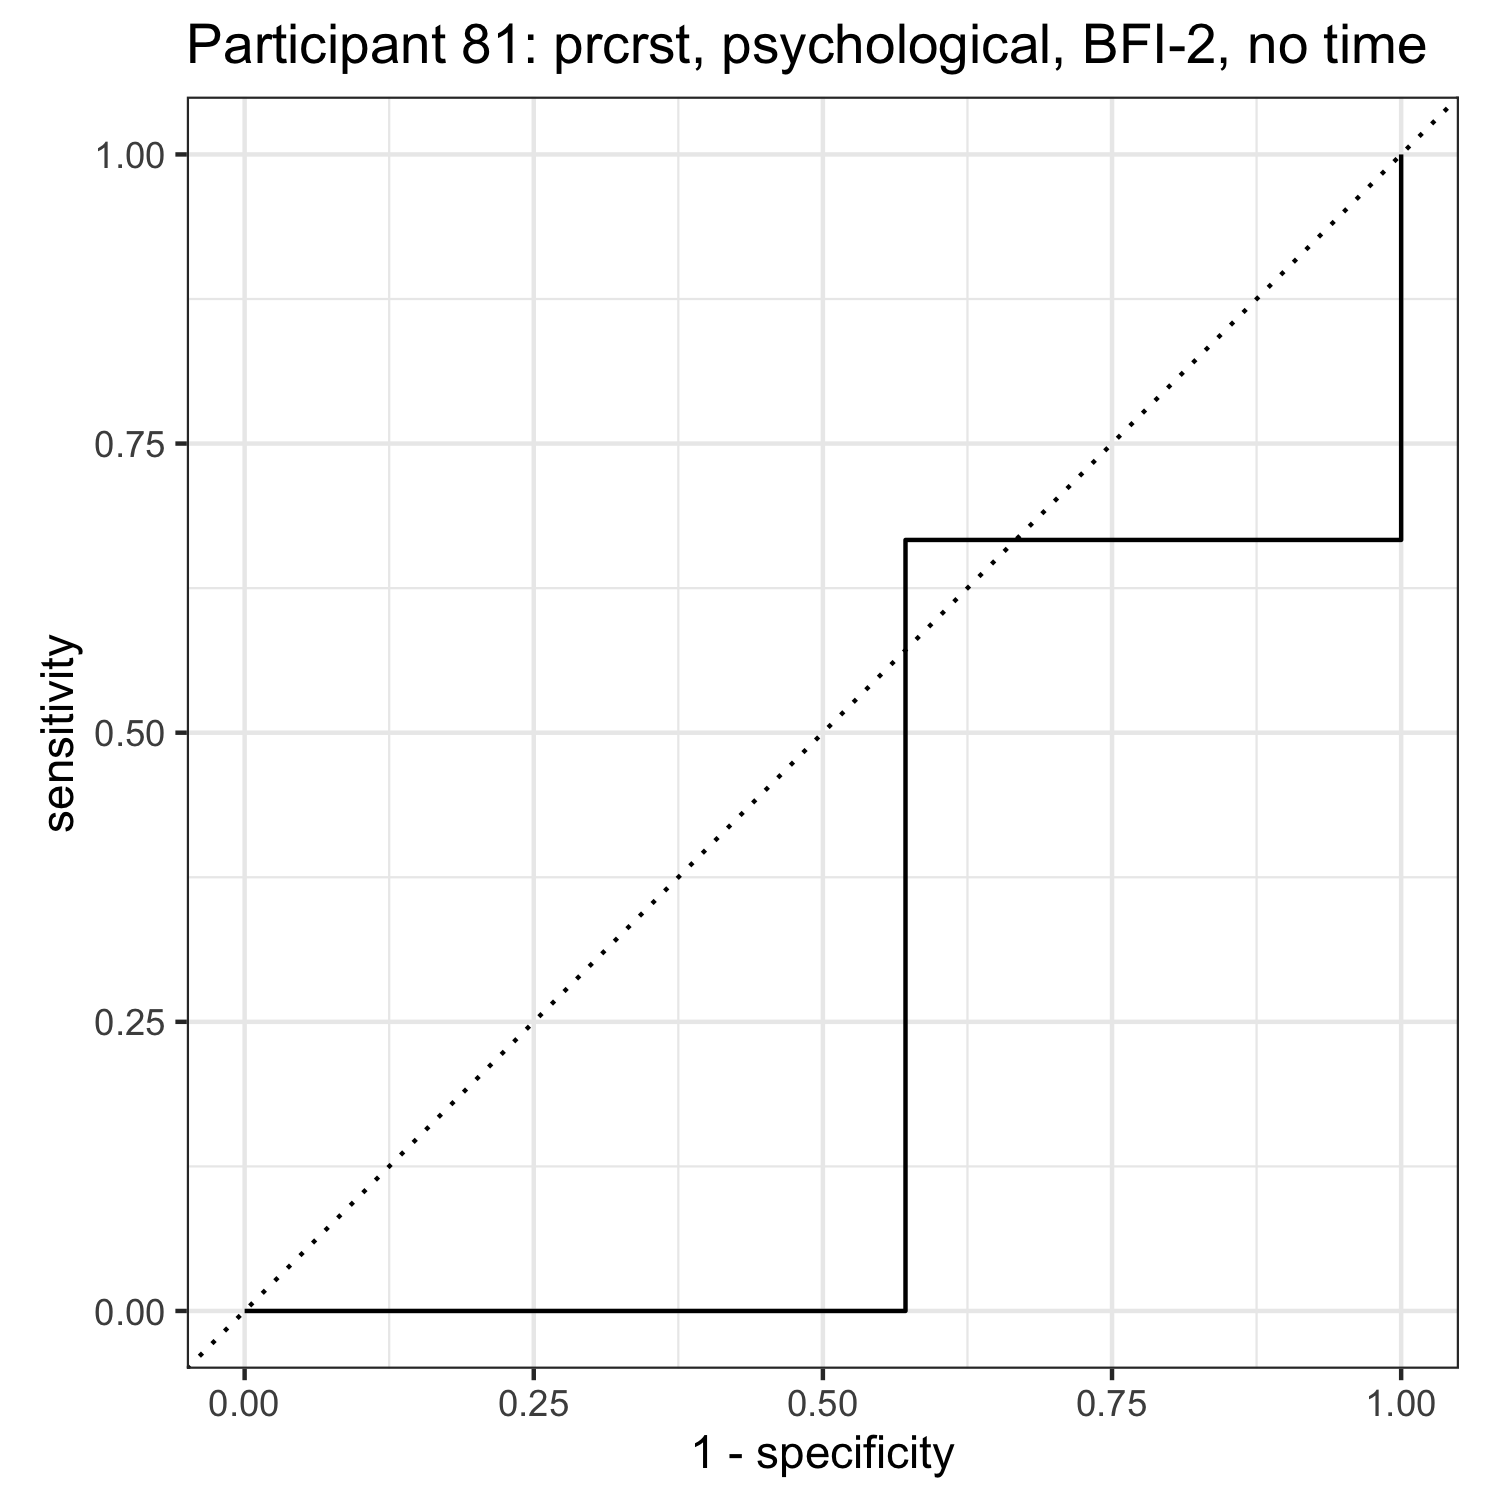 Participant 81: prcrst, psychological, BFI-2, no time
1.00
0.75
0.50
0.25
0.00
sensitivity
0.00 0.25 0.50 0.75 1.00
1 - specificity